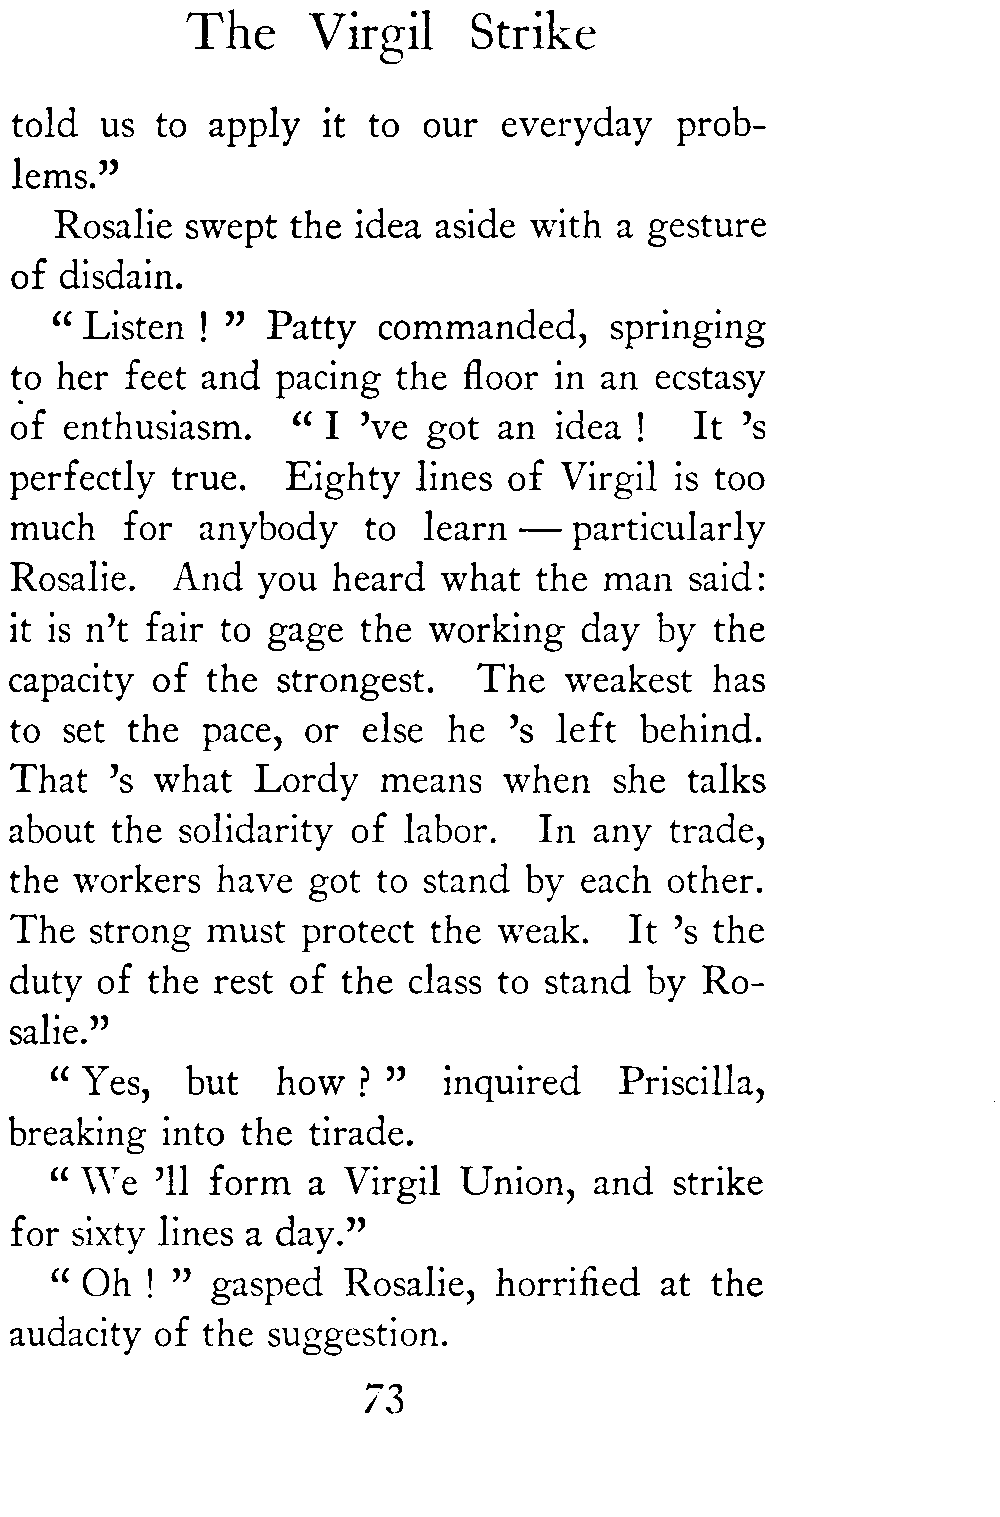 The Virgil Strike
told us to apply it to our everyday prob-
lems.”
Rosalie swept the idea aside with a gesture
of disdain.
“ Listen ! ” Patty commanded, springing
to her feet and pacing the floor in an ecstasy
of enthusiasm. “ I ’ve got an idea ! It ’s
perfectly true. Eighty lines of Virgil is too
much for anybody to learn — particularly
Rosalie. And you heard what the man said:
it is n’t fair to gage the working day by the
capacity of the strongest. The weakest has
to set the pace, or else he ’s left behind.
That ’s what Lordy means when she talks
about the solidarity of labor. In any trade,
the workers have got to stand by each other.
The strong must protect the weak. It ’s the
duty of the rest of the class to stand by Ro-
salie.”
“ Yes, but how ? ” inquired Priscilla,
breaking into the tirade.
“ We ’ll form a Virgil Union, and strike
for sixty lines a day.”
“ Oh ! ” gasped Rosalie, horrified at the
audacity of the suggestion.
73